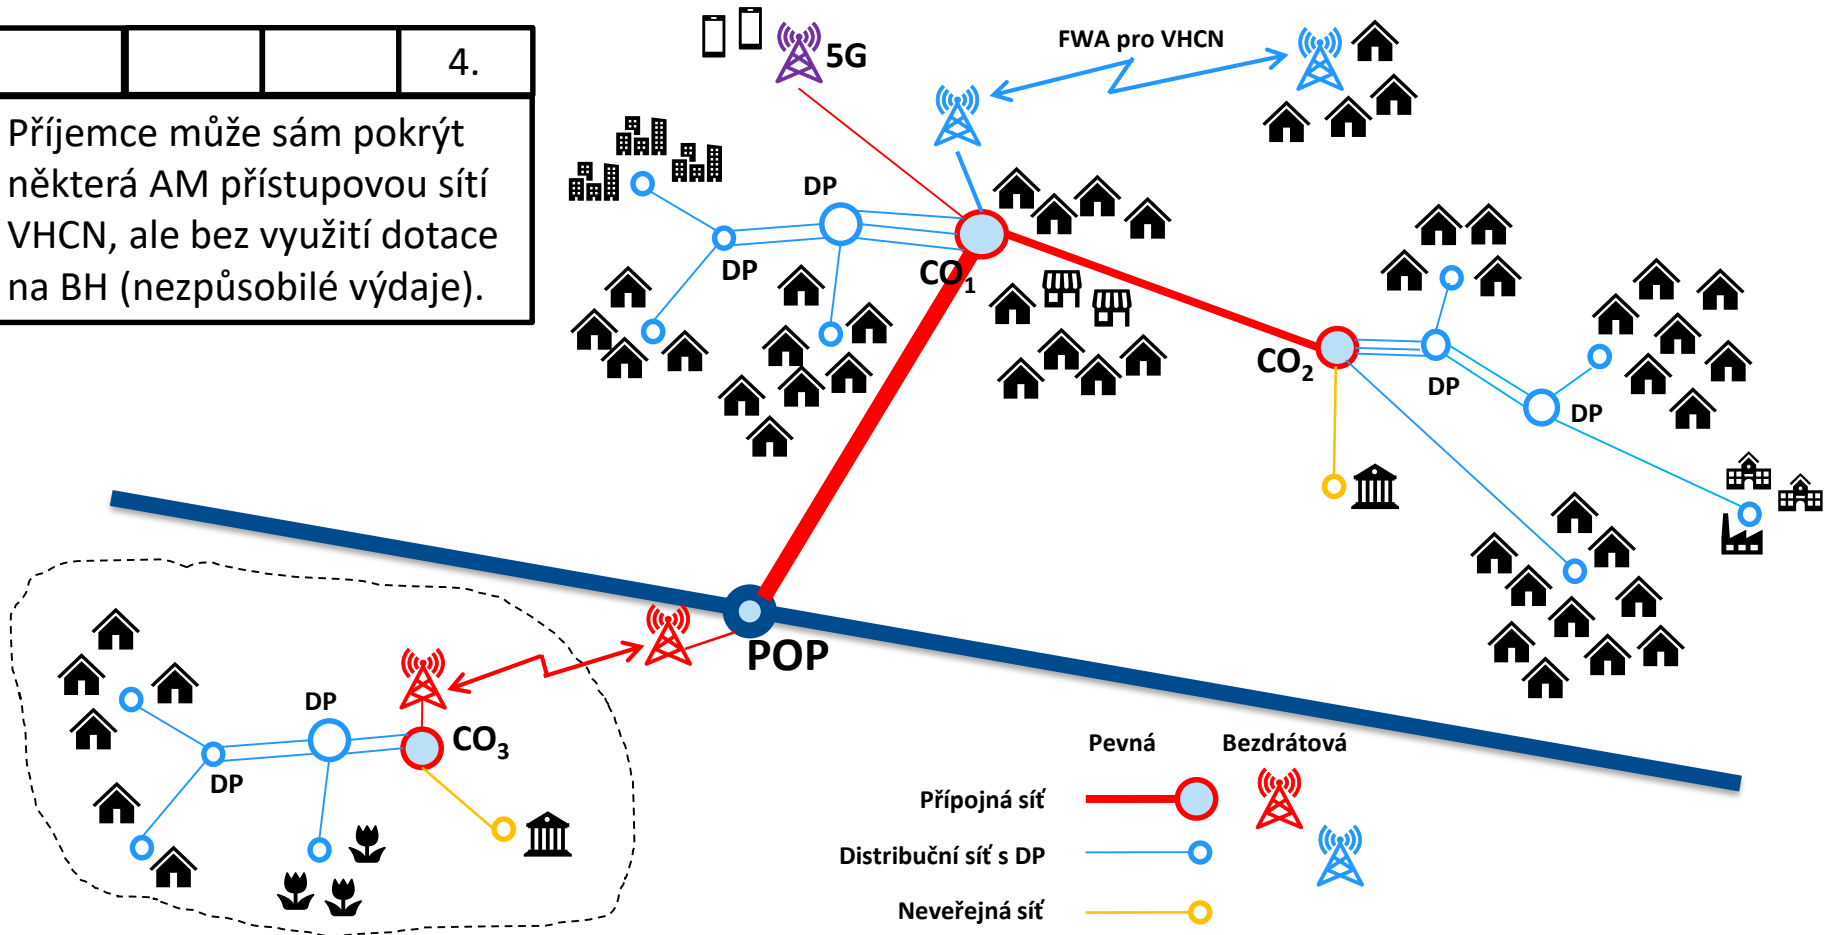 4.
Příjemce může sám pokrýt
některá AM přístupovou sítí
VHCN, ale bez využití dotace
na BH (nezpůsobilé výdaje).
5G
FWA pro VHCN
DP
DP
CO1
CO2
DP
DP
POP
DP
CO3
DP
Pevná Bezdrátová
Přípojná síť
Distribuční síť s DP
Neveřejná síť